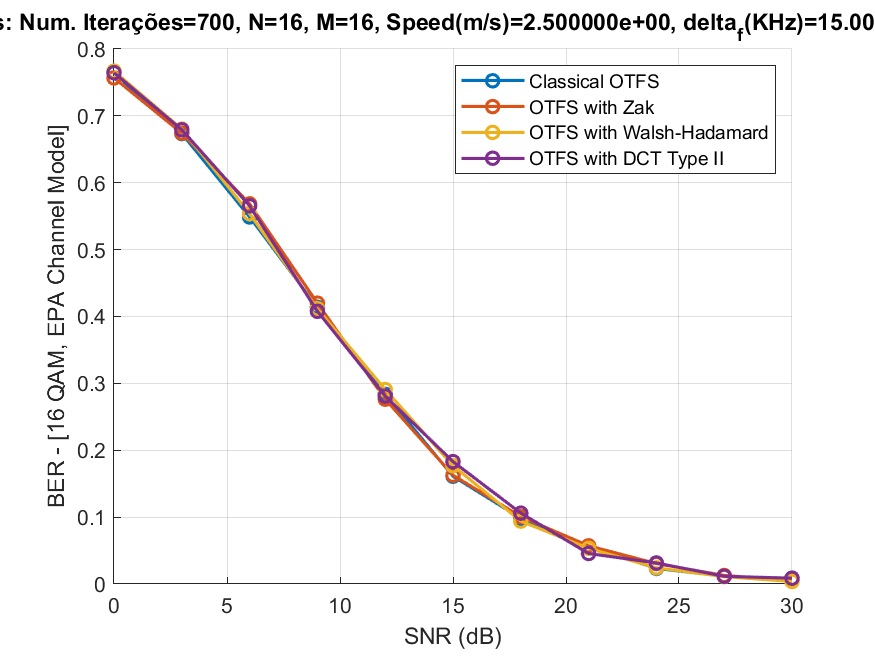 s: Num. Iterações=700, N=16, M=16, Speed(m/s)=2.500000e+00, delta_f(KHz)=15.00
0.8
0.7
0.6
0.5
0.4
0.3
0.2
0.1
0
BER - [16 QAM, EPA Channel Model]
Classical OTFS
OTFS with Zak
OTFS with Walsh-Hadamard
OTFS with DCT Type II
0 5 10 15 20 25 30
SNR (dB)